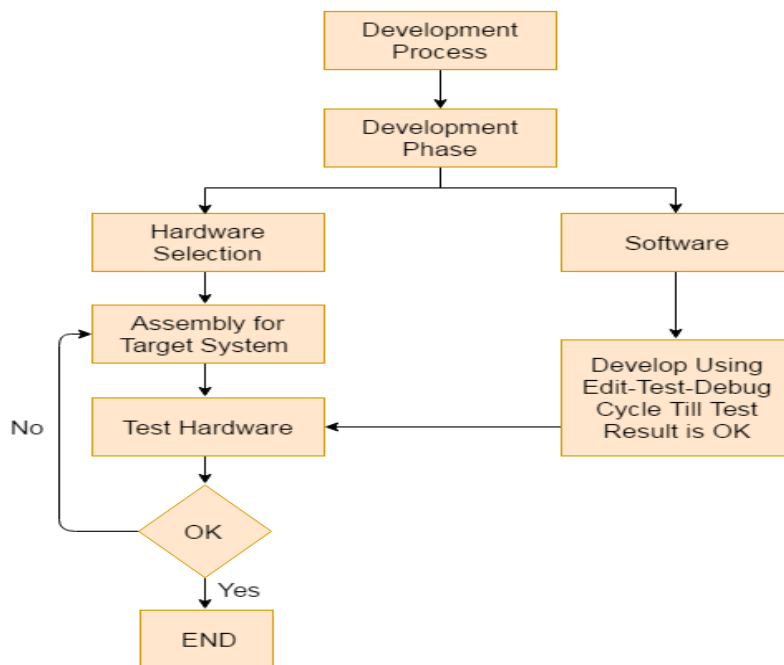 Development
Process
Development
Phase
Hardware
Selection
Software
Assembly for
Target System
Develop Using
Edit-Test-Debug
Cycle Till Test
Result is OK
Test Hardware
No
OK
Yes
END